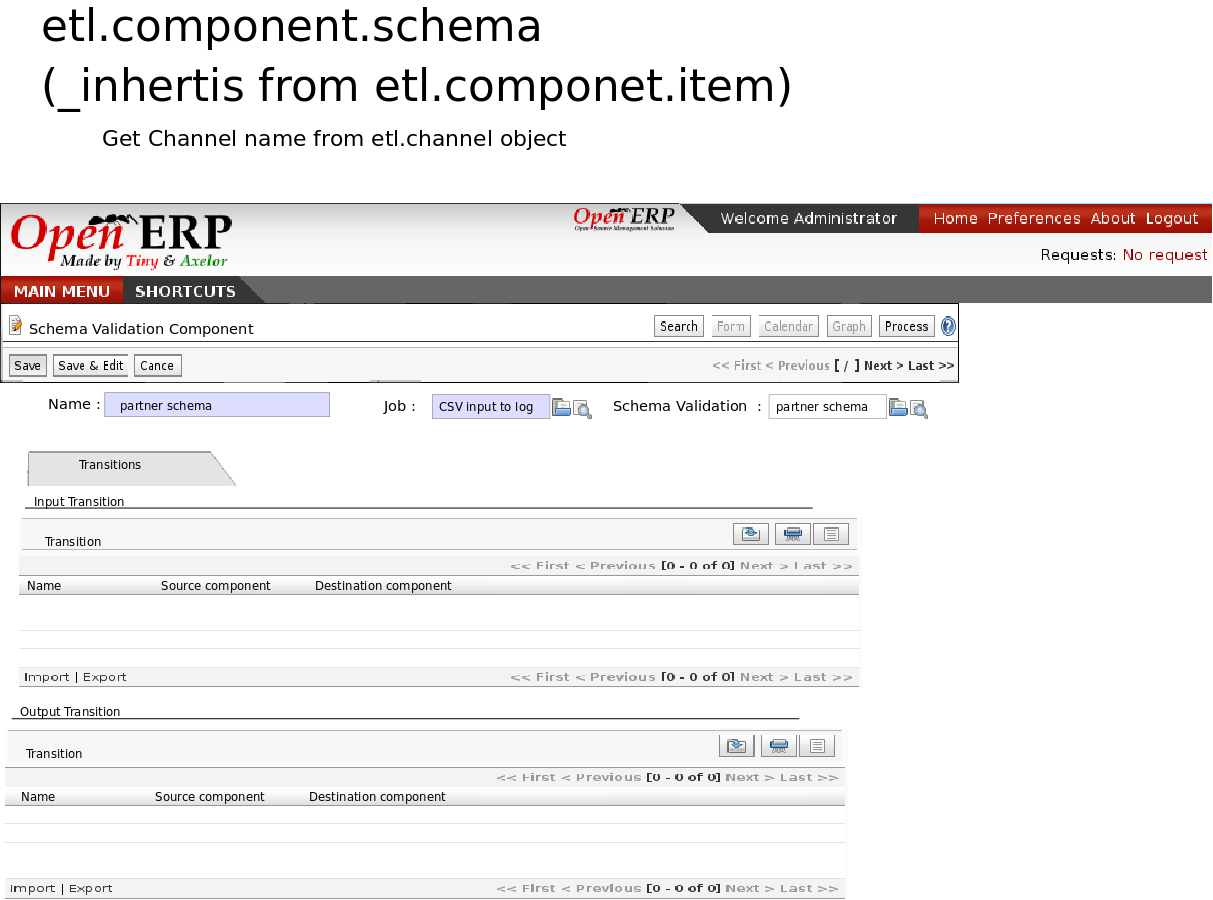 etl.component.schema
(_inhertis from etl.componet.item)
Get Channel name from etl.channel object
Open ERP
Made by Tiny & Axelor
Open ERP
Open Source Management Solution
Welcome Administrator
Home Preferences About Logout
Requests: No request
MAIN MENU SHORTCUTS
Schema Validation Component Search Form Calendar Graph Process ?
Save Save & Edit Cance << First < Previous [ / ] Next > Last >>
Name : partner schema Job : CSV input to log Schema Validation : partner schema
Transitions
Input Transition
Transition
<< First < Previous [0 - 0 of 0] Next > Last >>
Name Source component Destination component
Import | Export << First < Previous [0 - 0 of 0] Next > Last >>
Output Transition
Transition
<< First < Previous [0 - 0 of 0] Next > Last >>
Name Source component Destination component
Import | Export << First < Previous [0 - 0 of 0] Next > Last >>